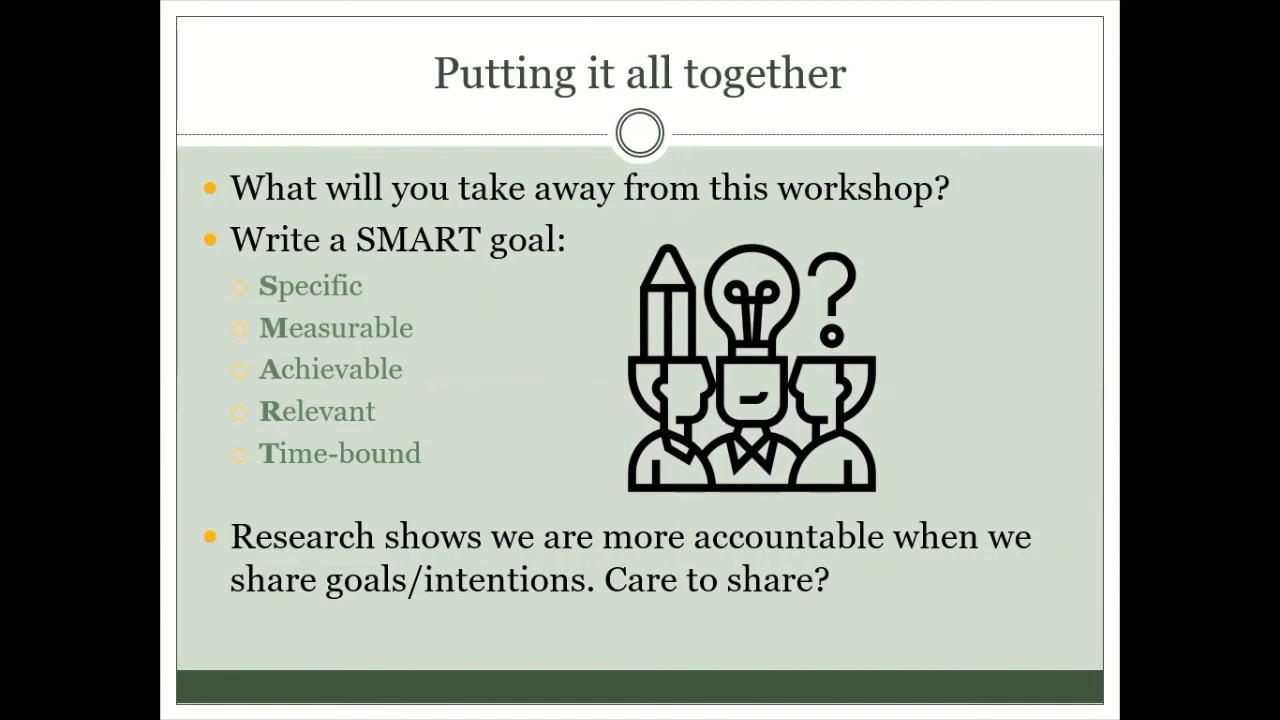 Putting it all together
What will you take away from this workshop?
Write a SMART goal:
Specific
Measurable
Achievable
Relevant
Time-bound
?
Research shows we are more accountable when we
share goals/intentions. Care to share?